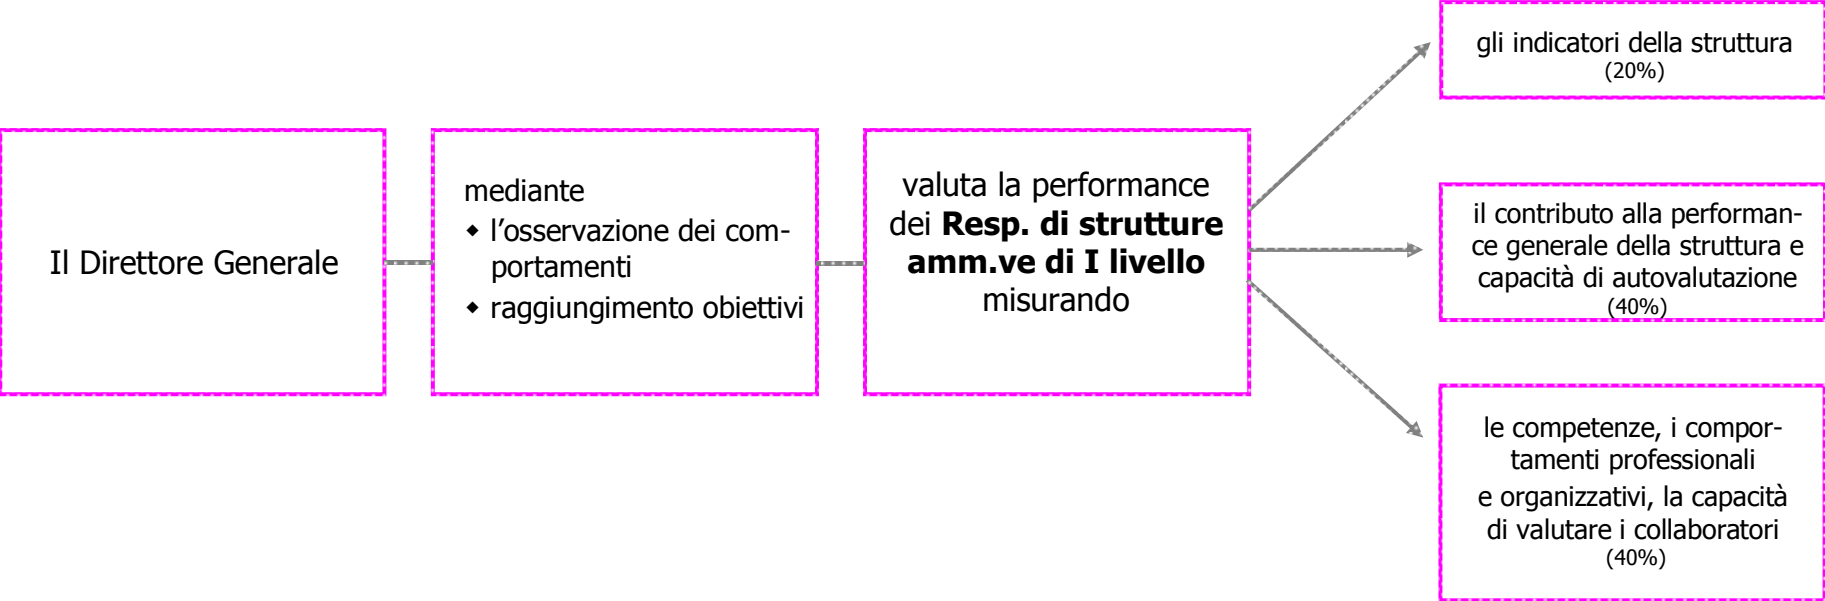 Il Direttore Generale
mediante
◆ l’osservazione dei com-
portamenti
◆ raggiungimento obiettivi
valuta la performance
dei Resp. di strutture
amm.ve di I livello
misurando
gli indicatori della struttura
(20%)
il contributo alla performan-
ce generale della struttura e
capacità di autovalutazione
(40%)
le competenze, i compor-
tamenti professionali
e organizzativi, la capacità
di valutare i collaboratori
(40%)